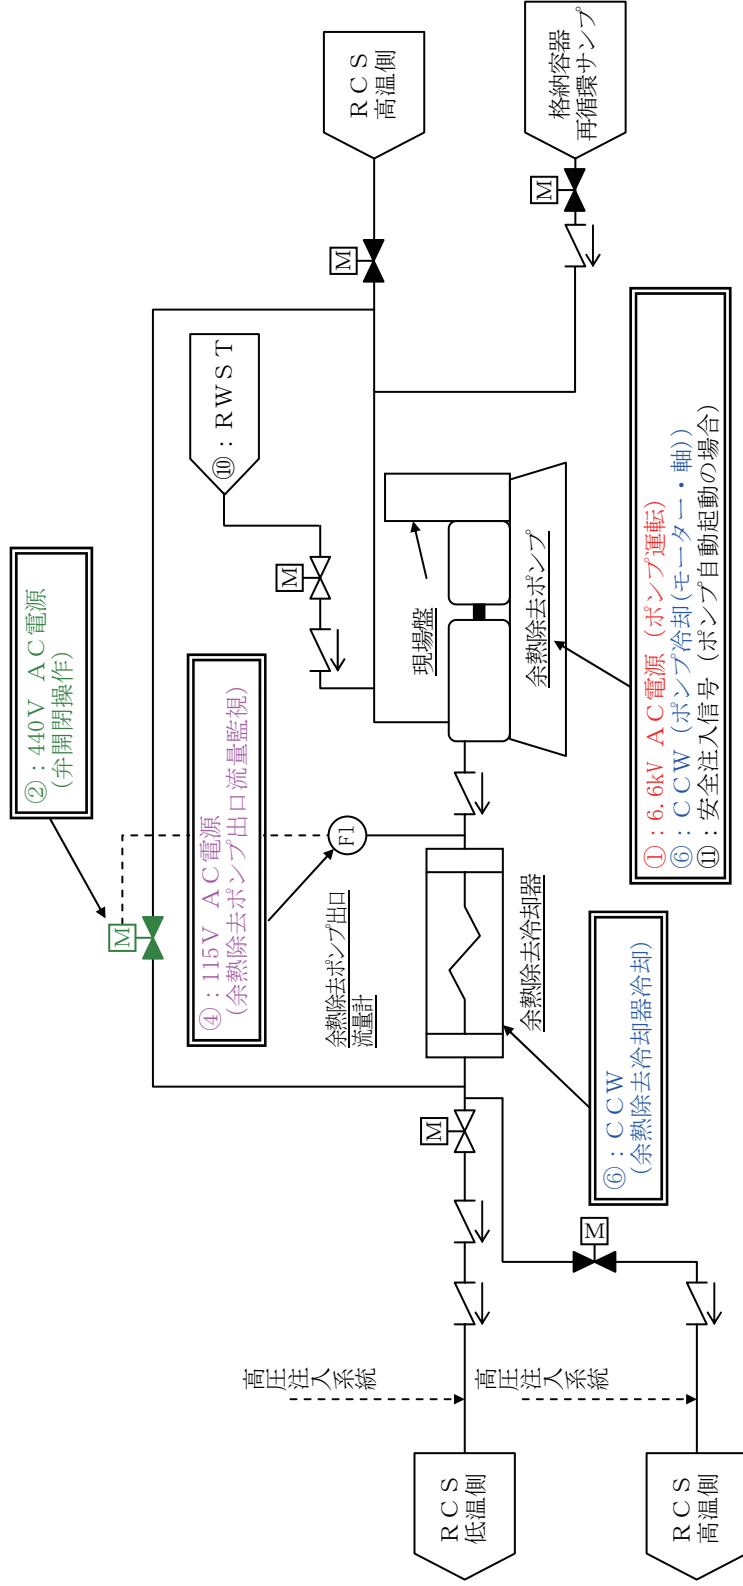 ②：440V AC電源
(弁開閉操作)
M
④：115V AC電源
(余熱除去ポンプ出口流量監視)
⑩：RWST
RCS
高温側
M
格納容器
再循環サンプ
M
M
現場盤
余熱除去ポンプ
F1
余熱除去ポンプ出口
流量計
余熱除去冷却器
①：6.6kV AC電源 (ポンプ運転)
⑥：CCW (ポンプ冷却(モーター・軸))
⑪：安全注入信号 (ポンプ自動起動の場合)
⑥：CCW
(余熱除去冷却器冷却)
M
M
高圧注入系統
高圧注入系統
RCS
低温側
RCS
高温側